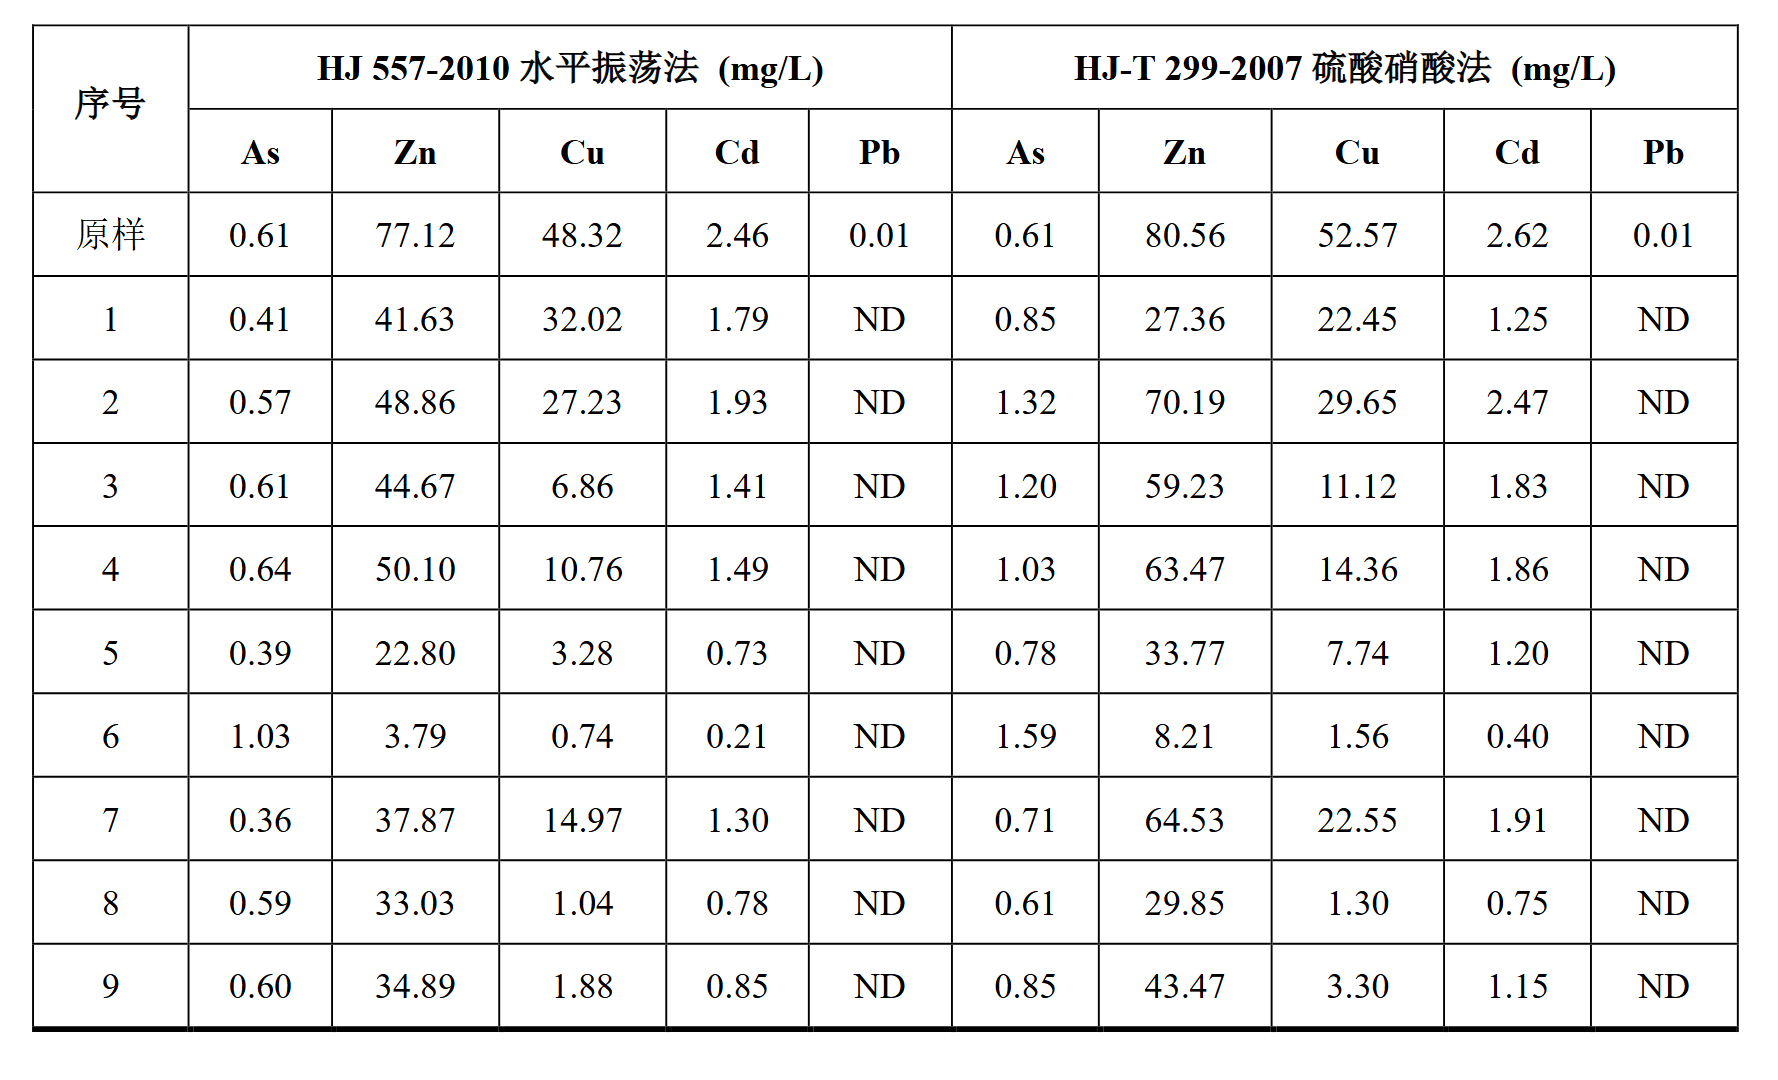 序号 HJ 557-2010 水平振荡法 (mg/L) HJ-T 299-2007 硫酸硝酸法 (mg/L)
As Zn Cu Cd Pb As Zn Cu Cd Pb
原样 0.61 77.12 48.32 2.46 0.01 0.61 80.56 52.57 2.62 0.01
1 0.41 41.63 32.02 1.79 ND 0.85 27.36 22.45 1.25 ND
2 0.57 48.86 27.23 1.93 ND 1.32 70.19 29.65 2.47 ND
3 0.61 44.67 6.86 1.41 ND 1.20 59.23 11.12 1.83 ND
4 0.64 50.10 10.76 1.49 ND 1.03 63.47 14.36 1.86 ND
5 0.39 22.80 3.28 0.73 ND 0.78 33.77 7.74 1.20 ND
6 1.03 3.79 0.74 0.21 ND 1.59 8.21 1.56 0.40 ND
7 0.36 37.87 14.97 1.30 ND 0.71 64.53 22.55 1.91 ND
8 0.59 33.03 1.04 0.78 ND 0.61 29.85 1.30 0.75 ND
9 0.60 34.89 1.88 0.85 ND 0.85 43.47 3.30 1.15 ND